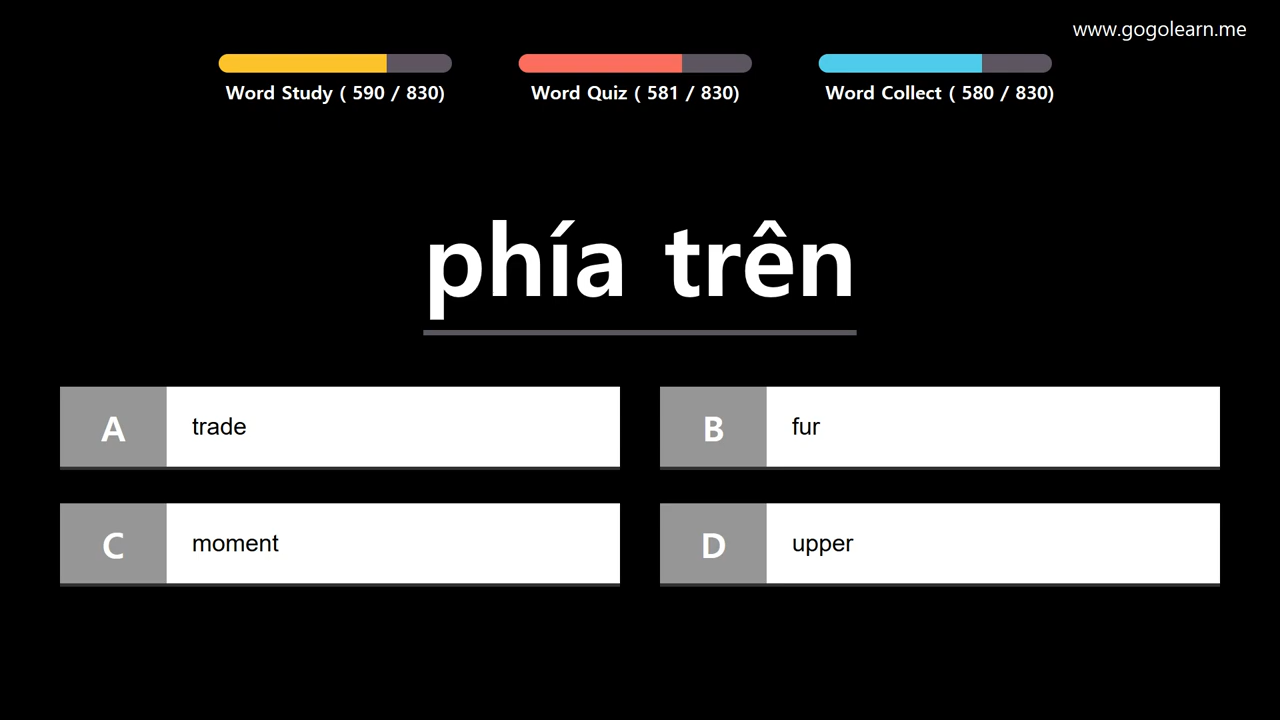 www.gogolearn.me
Word Study ( 590 / 830)
Word Quiz ( 581 / 830)
Word Collect ( 580 / 830)
phía trên
A trade
B fur
C moment
D upper